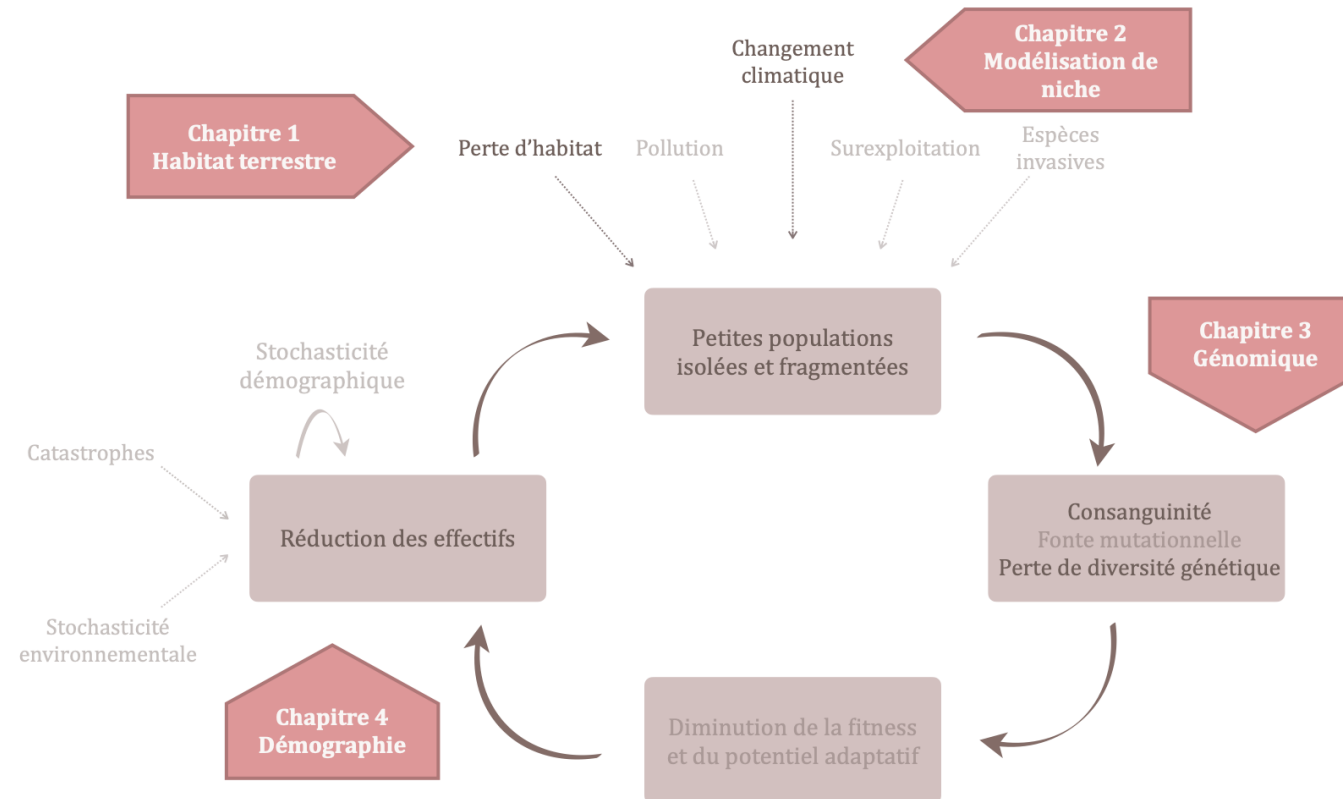 Chapitre 2
Modélisation de
niche
Changement
climatique
Chapitre 1
Habitat terrestre
Perte d’habitat
Pollution
Surexploitation
Espèces
invasives
Petites populations
isolées et fragmentées
Chapitre 3
Génomique
Stochasticité
démographique
Catastrophes
Réduction des effectifs
Consanguinité
Fonte mutationnelle
Perte de diversité génétique
Stochasticité
environnementale
Chapitre 4
Démographie
Diminution de la fitness
et du potentiel adaptatif